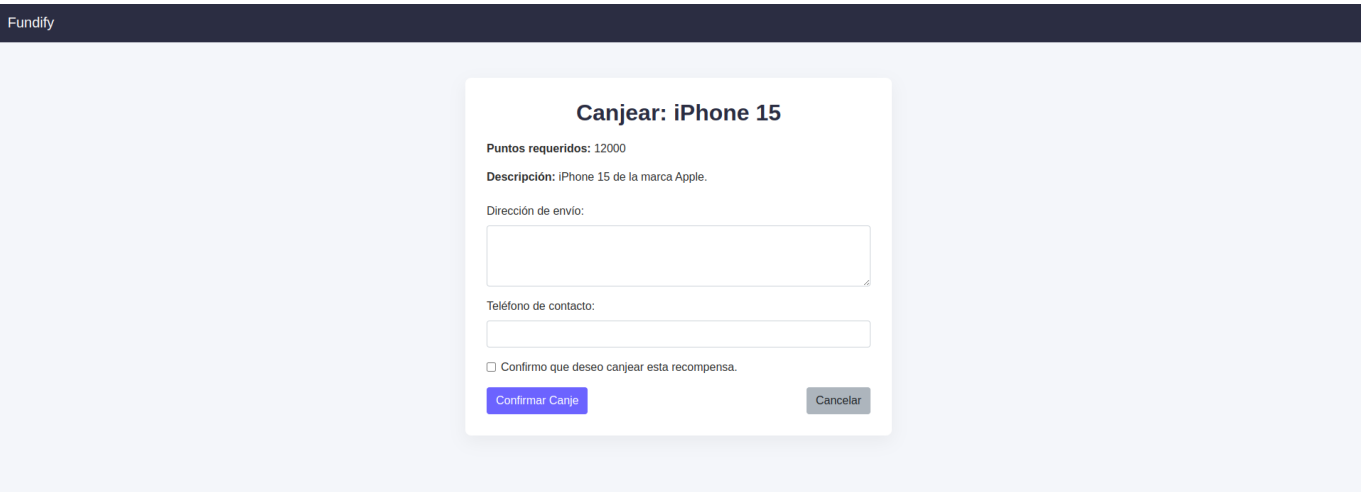 Fundify
Canjear: iPhone 15
Puntos requeridos: 12000
Descripción: iPhone 15 de la marca Apple.
Dirección de envío:
Teléfono de contacto:
Confirmo que deseo canjear esta recompensa.
Confirmar Canje
Cancelar